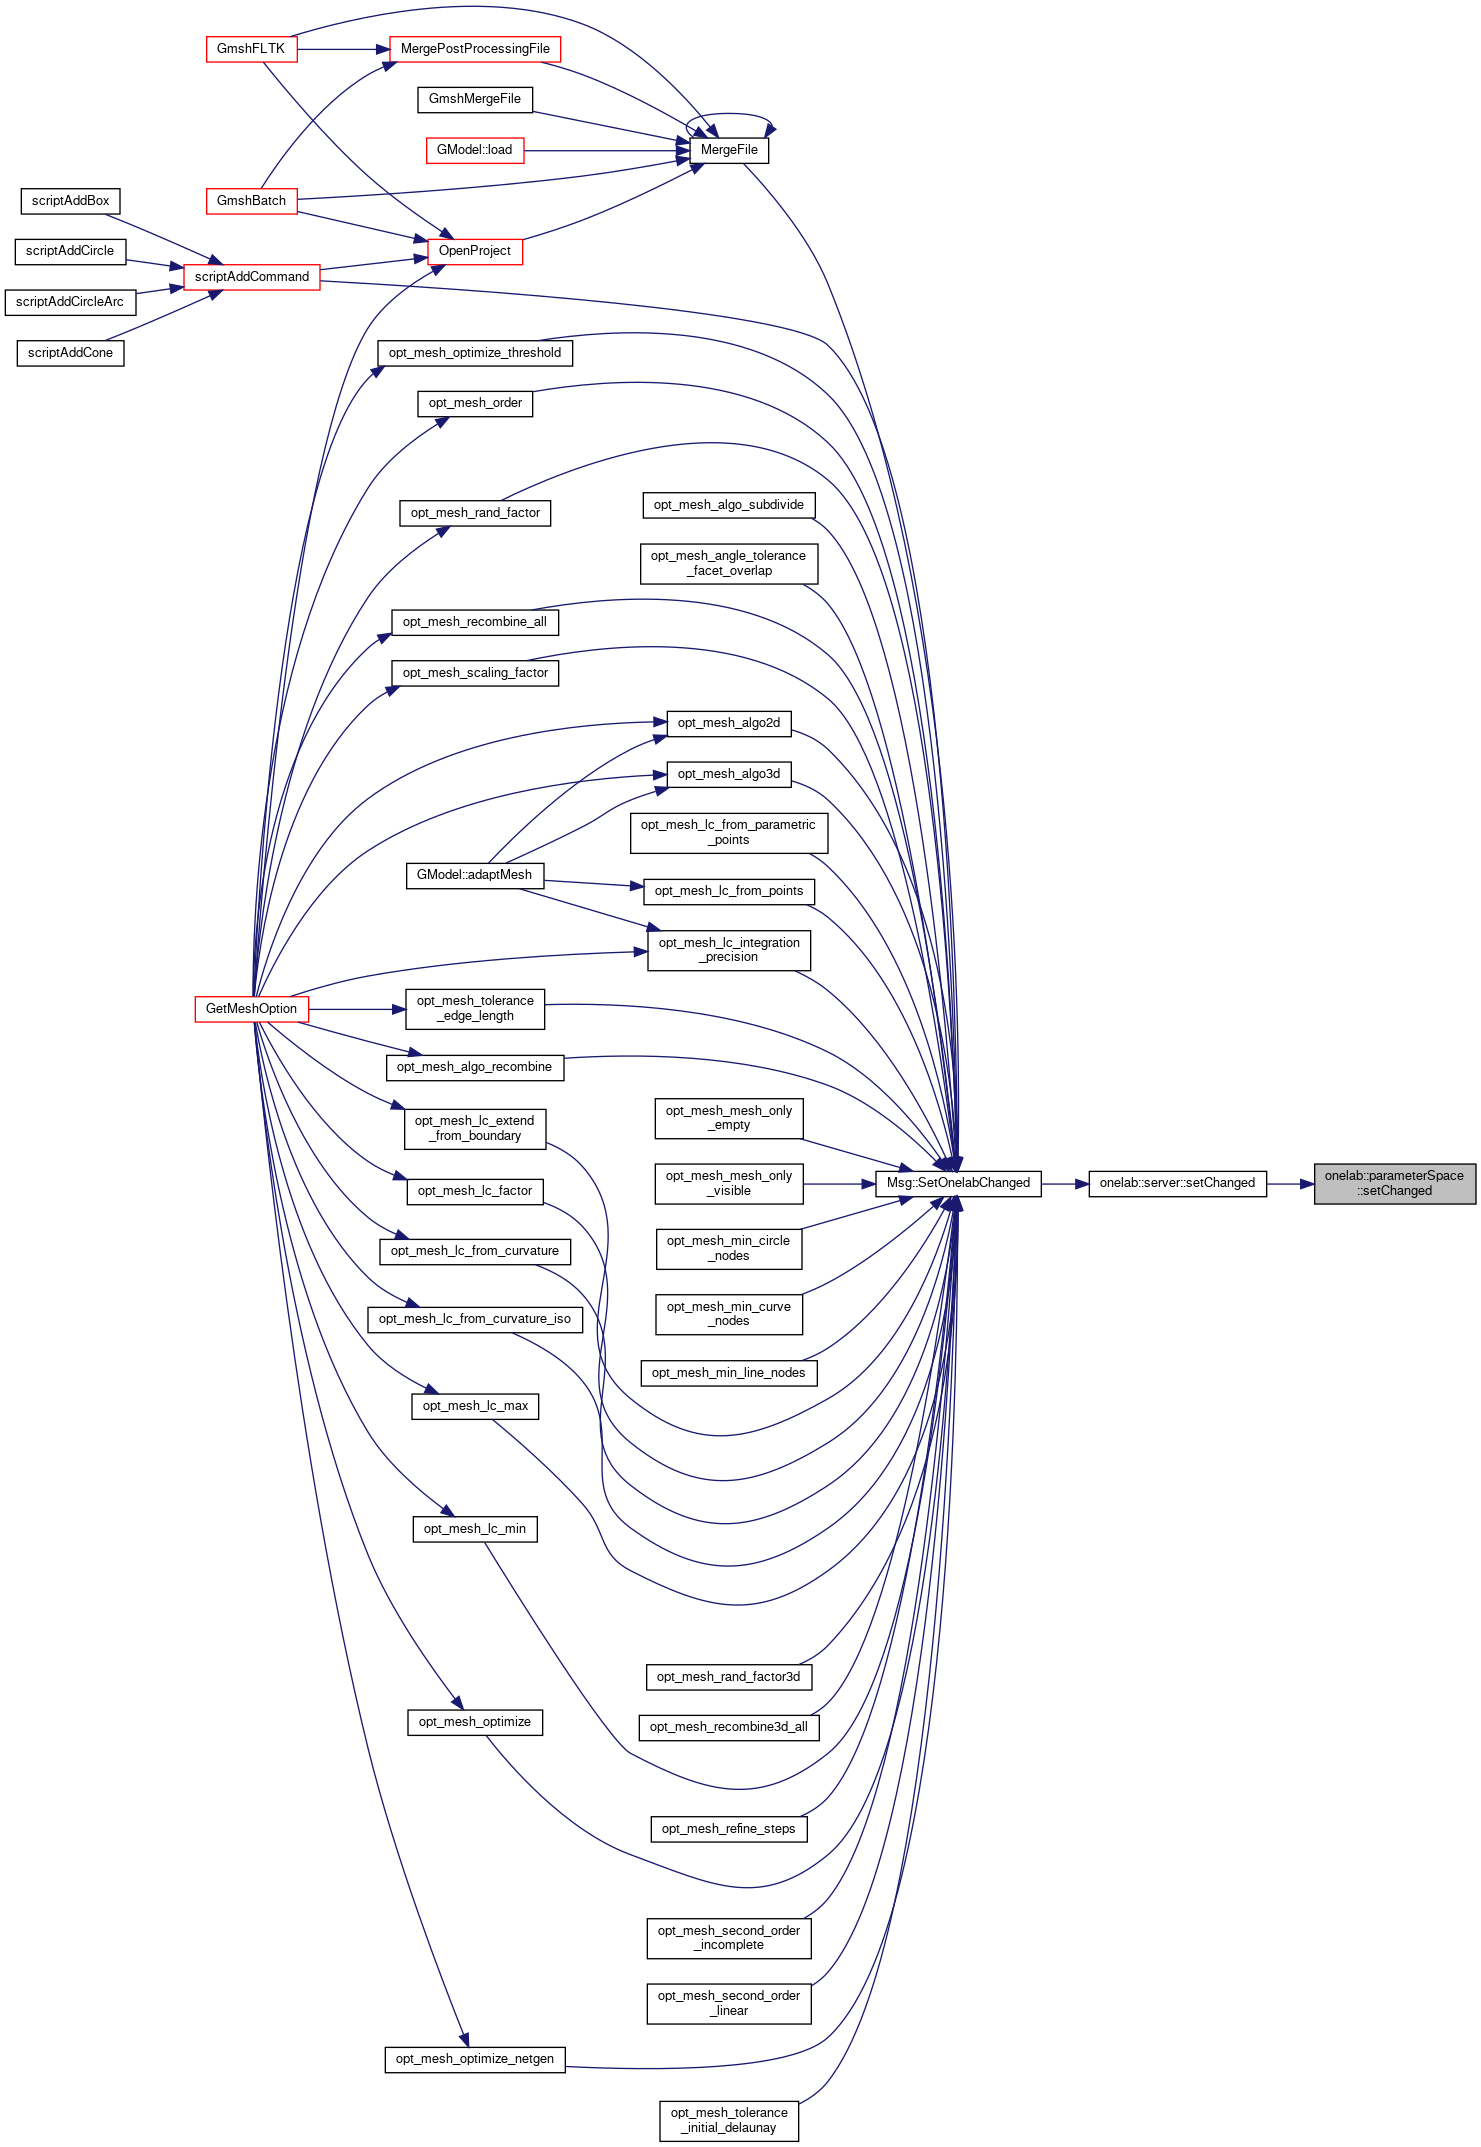 GmshFLTK
MergePostProcessingFile
GmshMergeFile
GModel::load
MergeFile
GmshBatch
scriptAddBox
scriptAddCircle
OpenProject
scriptAddCommand
scriptAddCircleArc
scriptAddCone
opt_mesh_optimize_threshold
opt_mesh_order
opt_mesh_rand_factor
opt_mesh_algo_subdivide
opt_mesh_angle_tolerance
_facet_overlap
opt_mesh_recombine_all
opt_mesh_scaling_factor
opt_mesh_algo2d
opt_mesh_algo3d
opt_mesh_lc_from_parametric
_points
GModel::adaptMesh
opt_mesh_lc_from_points
opt_mesh_lc_integration
_precision
GetMeshOption
opt_mesh_tolerance
_edge_length
opt_mesh_algo_recombine
opt_mesh_mesh_only
_empty
opt_mesh_lc_extend
_from_boundary
opt_mesh_mesh_only
_visible
Msg::SetOnelabChanged
onelab::server::setChanged
onelab::parameterSpace
::setChanged
opt_mesh_lc_factor
opt_mesh_min_circle
_nodes
opt_mesh_lc_from_curvature
opt_mesh_min_curve
_nodes
opt_mesh_lc_from_curvature_iso
opt_mesh_min_line_nodes
opt_mesh_lc_max
opt_mesh_lc_min
opt_mesh_rand_factor3d
opt_mesh_optimize
opt_mesh_recombine3d_all
opt_mesh_refine_steps
opt_mesh_second_order
_incomplete
opt_mesh_second_order
_linear
opt_mesh_optimize_netgen
opt_mesh_tolerance
_initial_delaunay